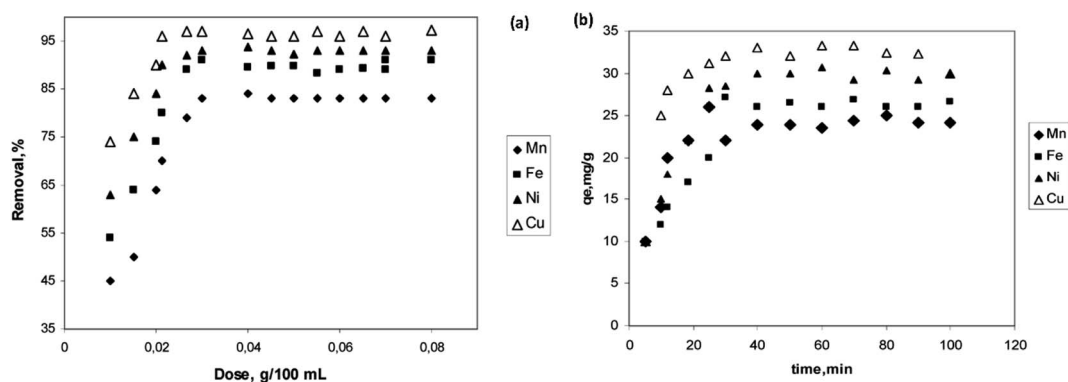 (a)
Removal,%
95
85
75
65
55
45
35
0
0,02
0,04
0,06
0,08
Dose, g/100 mL
Mn
Fe
Ni
Cu
(b)
qe,mg/g
35
30
25
20
15
10
5
0
0
20
40
60
80
100
120
time,min
Mn
Fe
Ni
Cu